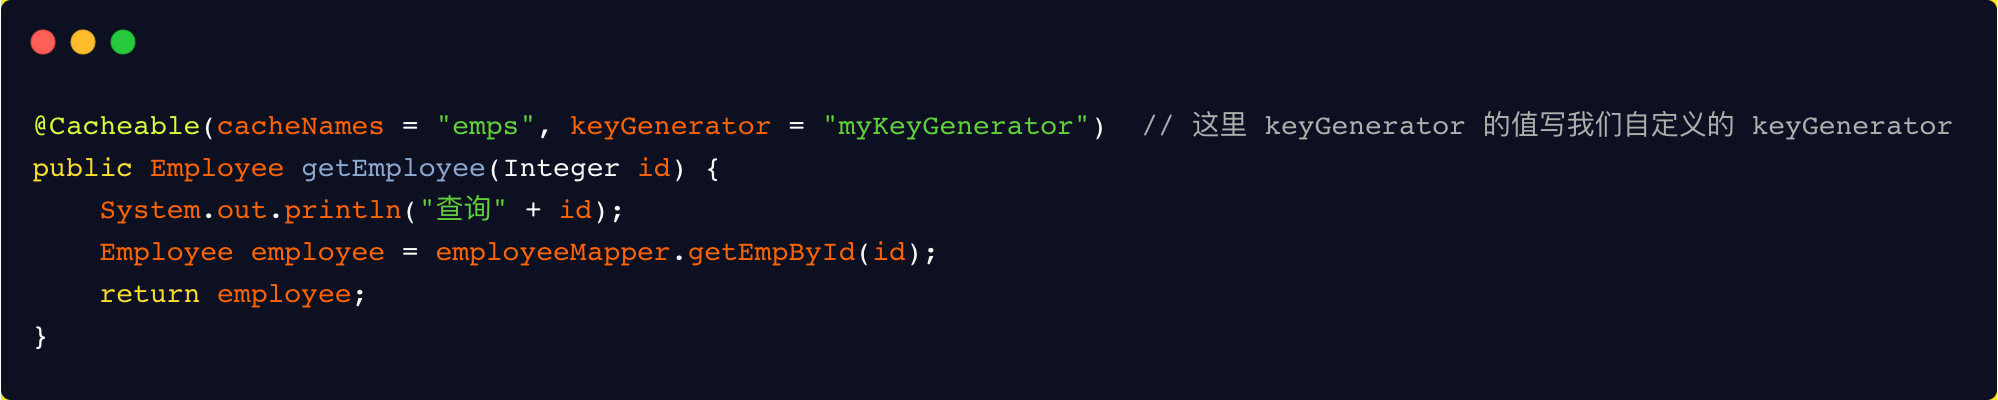 @Cacheable(cacheNames = "emps", keyGenerator = "myKeyGenerator")  // 这里 keyGenerator 的值写我们自定义的 keyGenerator
public Employee getEmployee(Integer id) {
    System.out.println("查询" + id);
    Employee employee = employeeMapper.getEmpById(id);
    return employee;
}